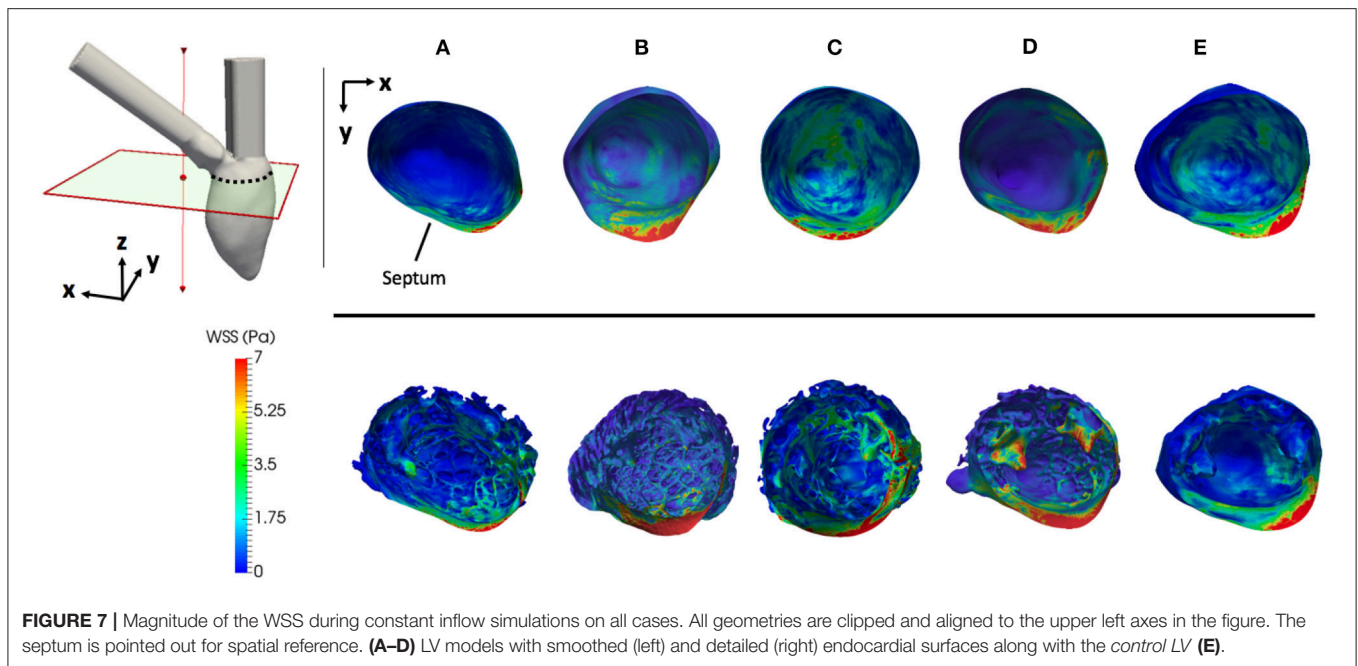 A B C D E
x
y
z
y
x
Septum
WSS (Pa)
7
5.25
3.5
1.75
0
FIGURE 7 | Magnitude of the WSS during constant inflow simulations on all cases. All geometries are clipped and aligned to the upper left axes in the figure. The
septum is pointed out for spatial reference. (A–D) LV models with smoothed (left) and detailed (right) endocardial surfaces along with the control LV (E).